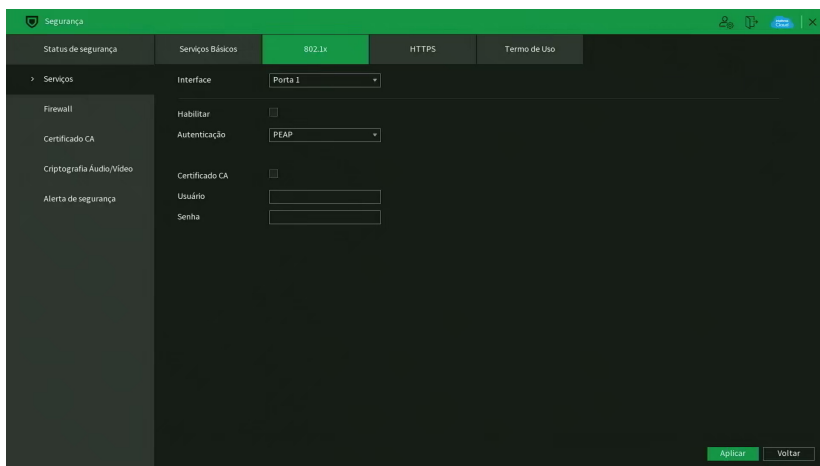 Segurança
Cloud
Status de segurança
Serviços Básicos
802.1x
HTTPS
Termo de Uso
> Serviços
Firewall
Certificado CA
Criptografia Áudio/Vídeo
Alerta de segurança
Interface
Porta 1
Habilitar
Autenticação
PEAP
Certificado CA
Usuário
Senha
Aplicar
Voltar